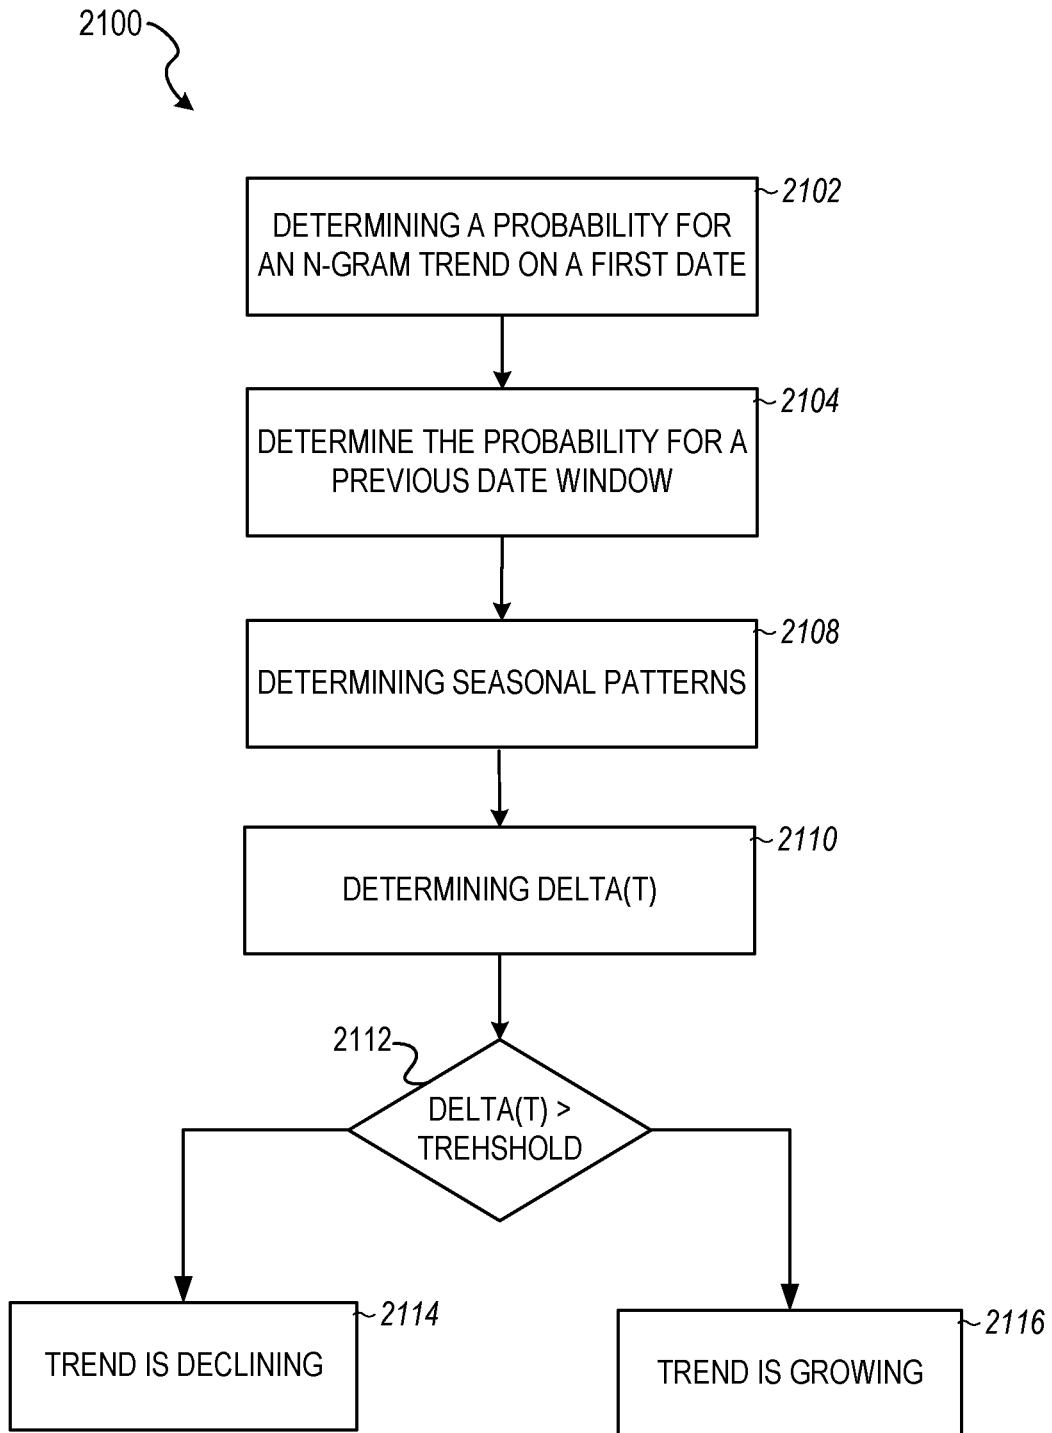 2100
2102
DETERMINING A PROBABILITY FOR
AN N-GRAM TREND ON A FIRST DATE
2104
DETERMINE THE PROBABILITY FOR A
PREVIOUS DATE WINDOW
2108
DETERMINING SEASONAL PATTERNS
2110
DETERMINING DELTA(T)
2112
DELTA(T) >
TREHSHOLD
2114
TREND IS DECLINING
2116
TREND IS GROWING